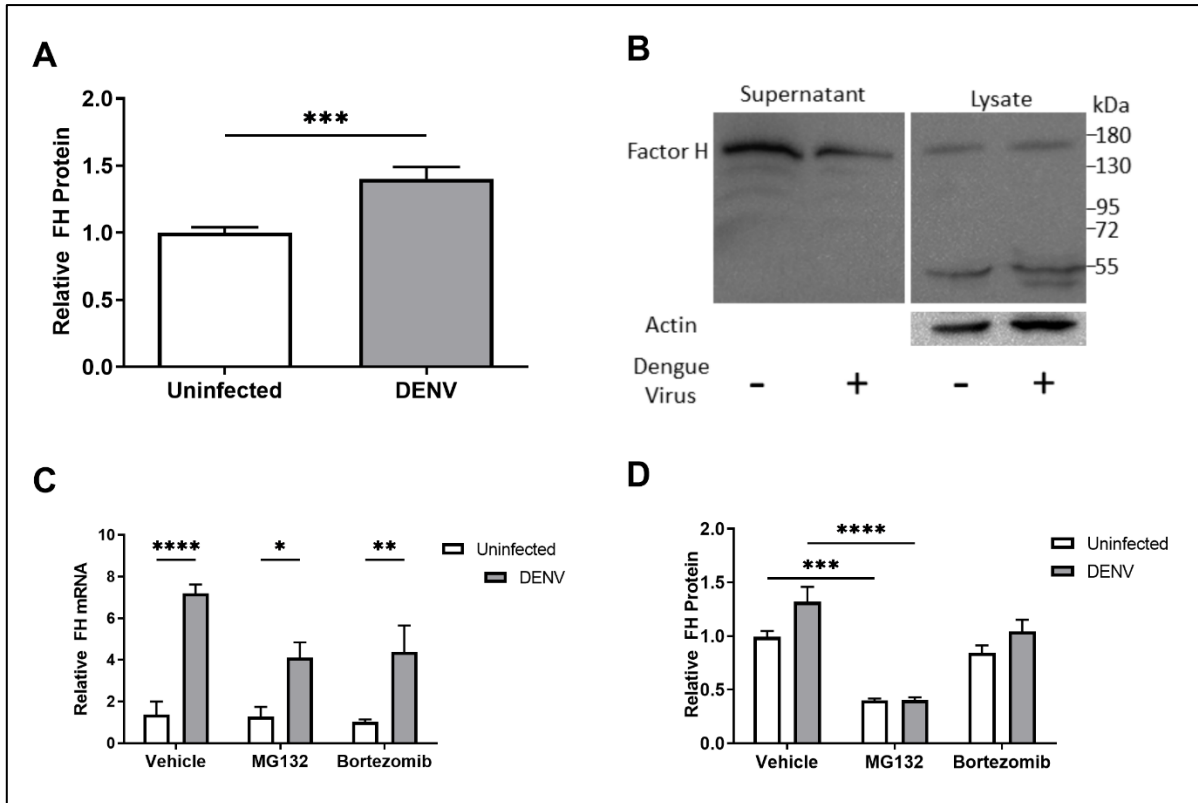 A
Relative FH Protein
2.0
1.5
1.0
0.5
0.0
***
Uninfected
DENV
B
Supernatant
Lysate
kDa
Factor H
–180
–130
–95
–72
–55
Actin
Dengue
Virus
- + - +
C
Relative FH mRNA
10
8
6
4
2
0
****
*
**
Uninfected
DENV
Vehicle
MG132
Bortezomib
D
Relative FH Protein
2.0
1.5
1.0
0.5
0.0
****
***
Uninfected
DENV
Vehicle
MG132
Bortezomib